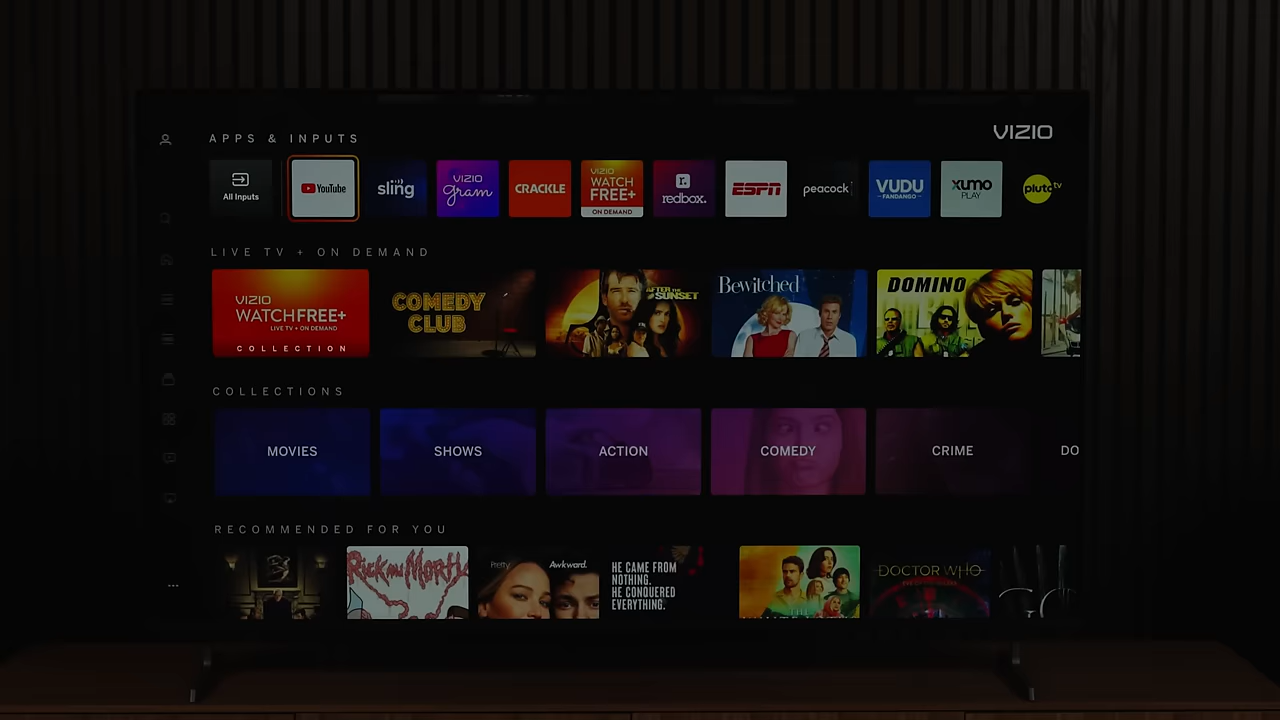 APPS & INPUTS
VIZIO
All Inputs
YouTube
sling
VIZIO
gram
CRACKLE
VIZIO
WATCH
FREE+
ON DEMAND
r.
redbox.
ESPN
peacock
VUDU
FANDANGO
XUMO
PLAY
pluto tv
LIVE TV + ON DEMAND
VIZIO
WATCHFREE+
LIVE TV + ON DEMAND
COLLECTION
COMEDY
CLUB
AFTER THE
SUNSET
Bewitched
DOMINO
COLLECTIONS
MOVIES
SHOWS
ACTION
COMEDY
CRIME
DO
RECOMMENDED FOR YOU
RICK AND MORTY
Pretty
Awkward.
HE CAME FROM
NOTHING.
HE CONQUERED
EVERYTHING.
THE
DOCTOR WHO